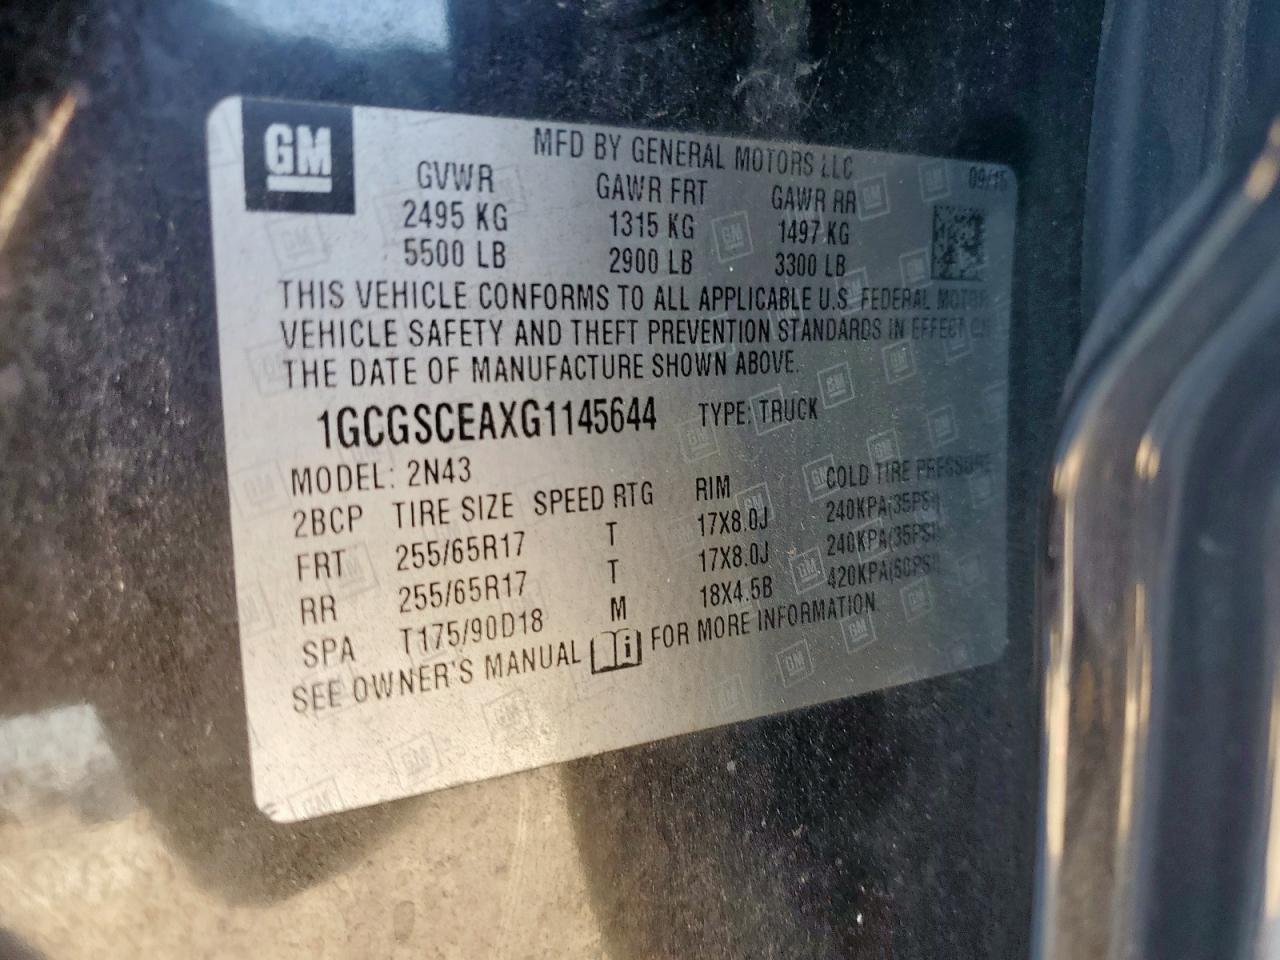 GM
MFD BY GENERAL MOTORS LLC
09/15
GVWR GAWR FRT GAWR RR
2495 KG 1315 KG 1497 KG
5500 LB 2900 LB 3300 LB
THIS VEHICLE CONFORMS TO ALL APPLICABLE U.S. FEDERAL MOTOR
VEHICLE SAFETY AND THEFT PREVENTION STANDARDS IN EFFECT ON
THE DATE OF MANUFACTURE SHOWN ABOVE.
1GCGSCEAXG1145644 TYPE: TRUCK
MODEL: 2N43
2BCP TIRE SIZE SPEED RTG RIM COLD TIRE PRESSURE
FRT 255/65R17 T 17X8.0J 240KPA(35PSI)
RR 255/65R17 T 17X8.0J 240KPA(35PSI)
SPA T175/90D18 M 18X4.5B 420KPA(60PSI)
SEE OWNER'S MANUAL FOR MORE INFORMATION.